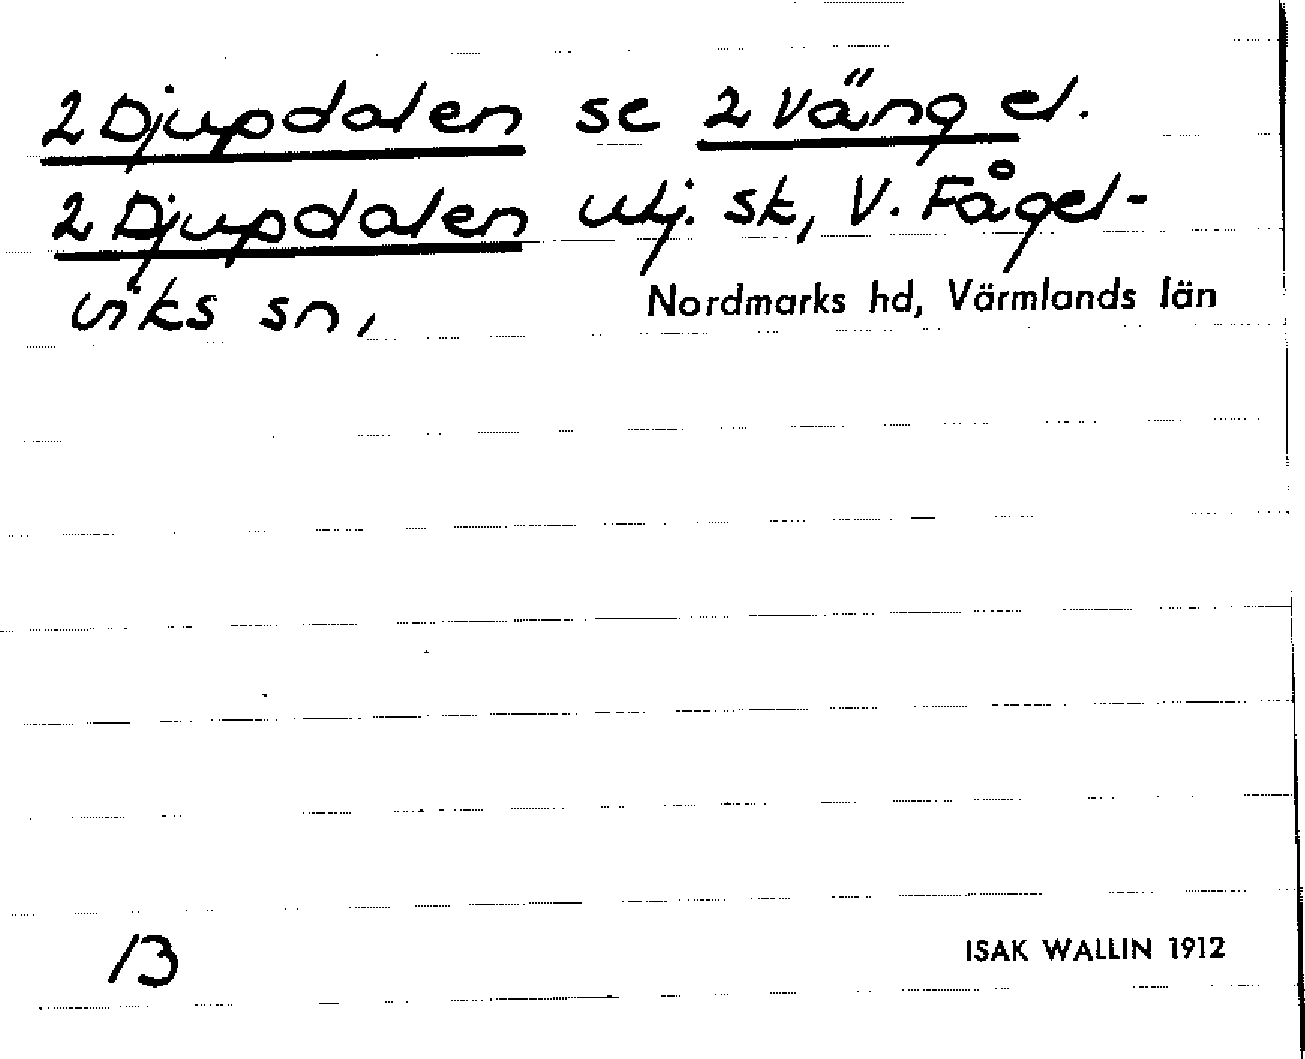 2 Djupdalen se 2 Väng el.
2 Djupdalen utj. sk, V. Fågel-
viks sn,
Nordmarks hd, Värmlands län
13
ISAK WALLIN 1912